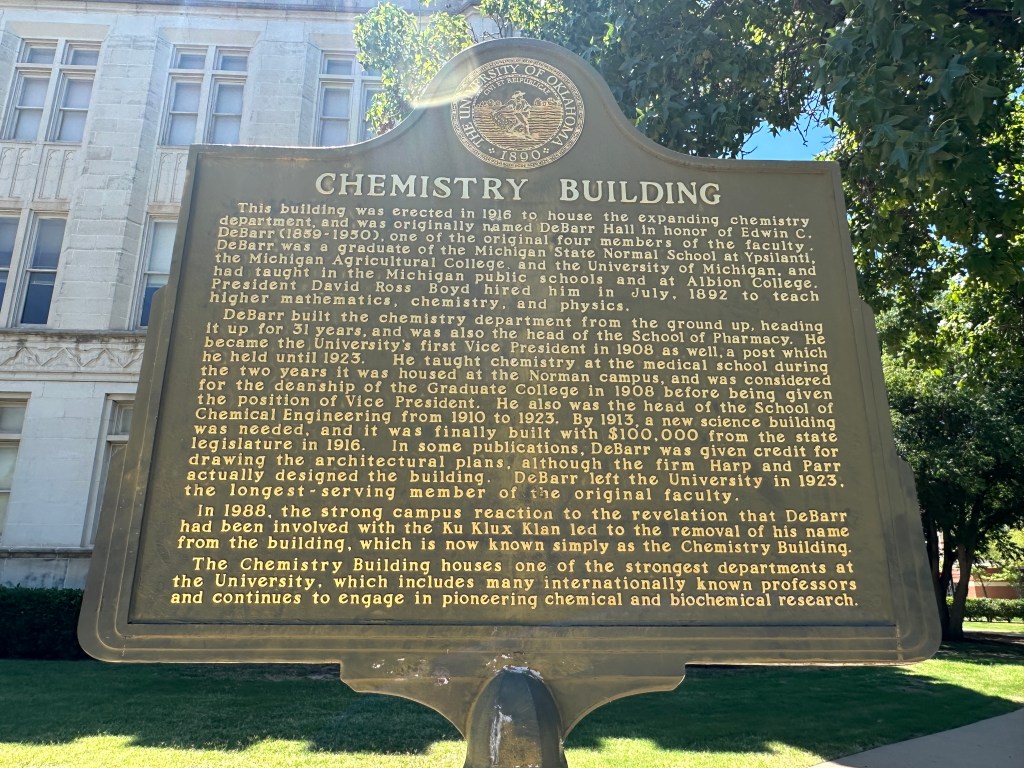 THE UNIVERSITY OF OKLAHOMA
1890
CHEMISTRY BUILDING
This building was erected in 1916 to house the expanding chemistry
department and was originally named DeBarr Hall in honor of Edwin C.
DeBarr (1859-1950), one of the original four members of the faculty.
DeBarr was a graduate of the Michigan State Normal School at Ypsilanti,
the Michigan Agricultural College, and the University of Michigan, and
had taught in the Michigan public schools and at Albion College.
President David Ross Boyd hired him in July, 1892 to teach
higher mathematics, chemistry, and physics.
DeBarr built the chemistry department from the ground up, heading
it up for 31 years, and was also the head of the School of Pharmacy. He
became the University's first Vice President in 1908 as well, a post which
he held until 1923. He taught chemistry at the medical school during
the two years it was housed at the Norman campus, and was considered
for the deanship of the Graduate College in 1908 before being given
the position of Vice President. He also was the head of the School of
Chemical Engineering from 1910 to 1923. By 1913, a new science building
was needed, and it was finally built with $100,000 from the state
legislature in 1916. In some publications, DeBarr was given credit for
drawing the architectural plans, although the firm Harp and Parr
actually designed the building. DeBarr left the University in 1923,
the longest-serving member of the original faculty.
In 1988, the strong campus reaction to the revelation that DeBarr
had been involved with the Ku Klux Klan led to the removal of his name
from the building, which is now known simply as the Chemistry Building.
The Chemistry Building houses one of the strongest departments at
the University, which includes many internationally known professors
and continues to engage in pioneering chemical and biochemical research.